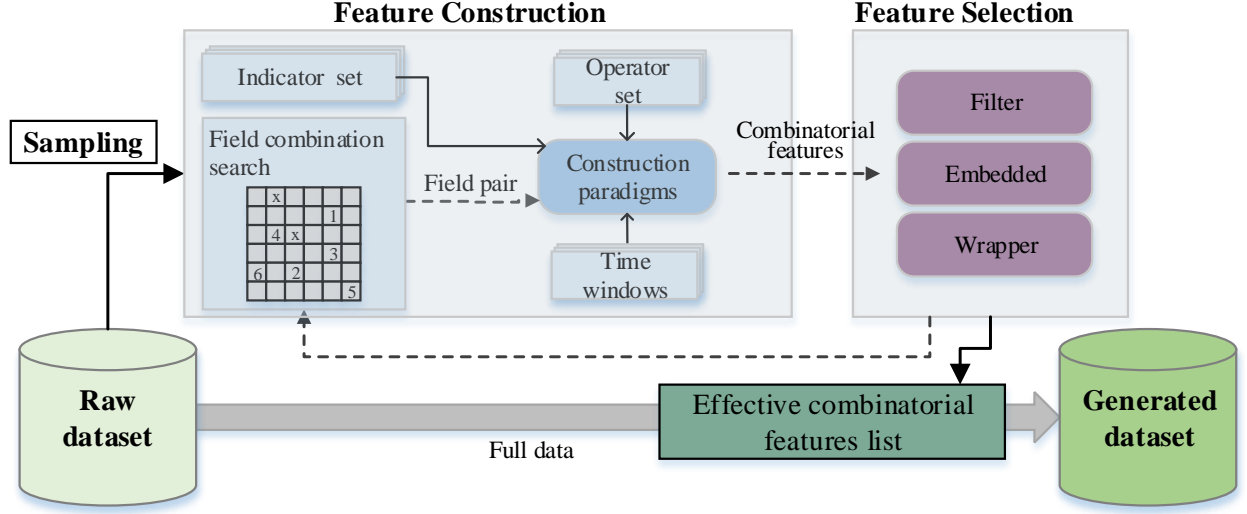 Feature Construction
Feature Selection
Indicator set
Operator
set
Filter
Sampling
Field combination
search
Construction
paradigms
Combinatorial
features
Embedded
Field pair
x
1
4 x
3
6 2
5
Wrapper
Time
windows
Raw
dataset
Effective combinatorial
features list
Generated
dataset
Full data